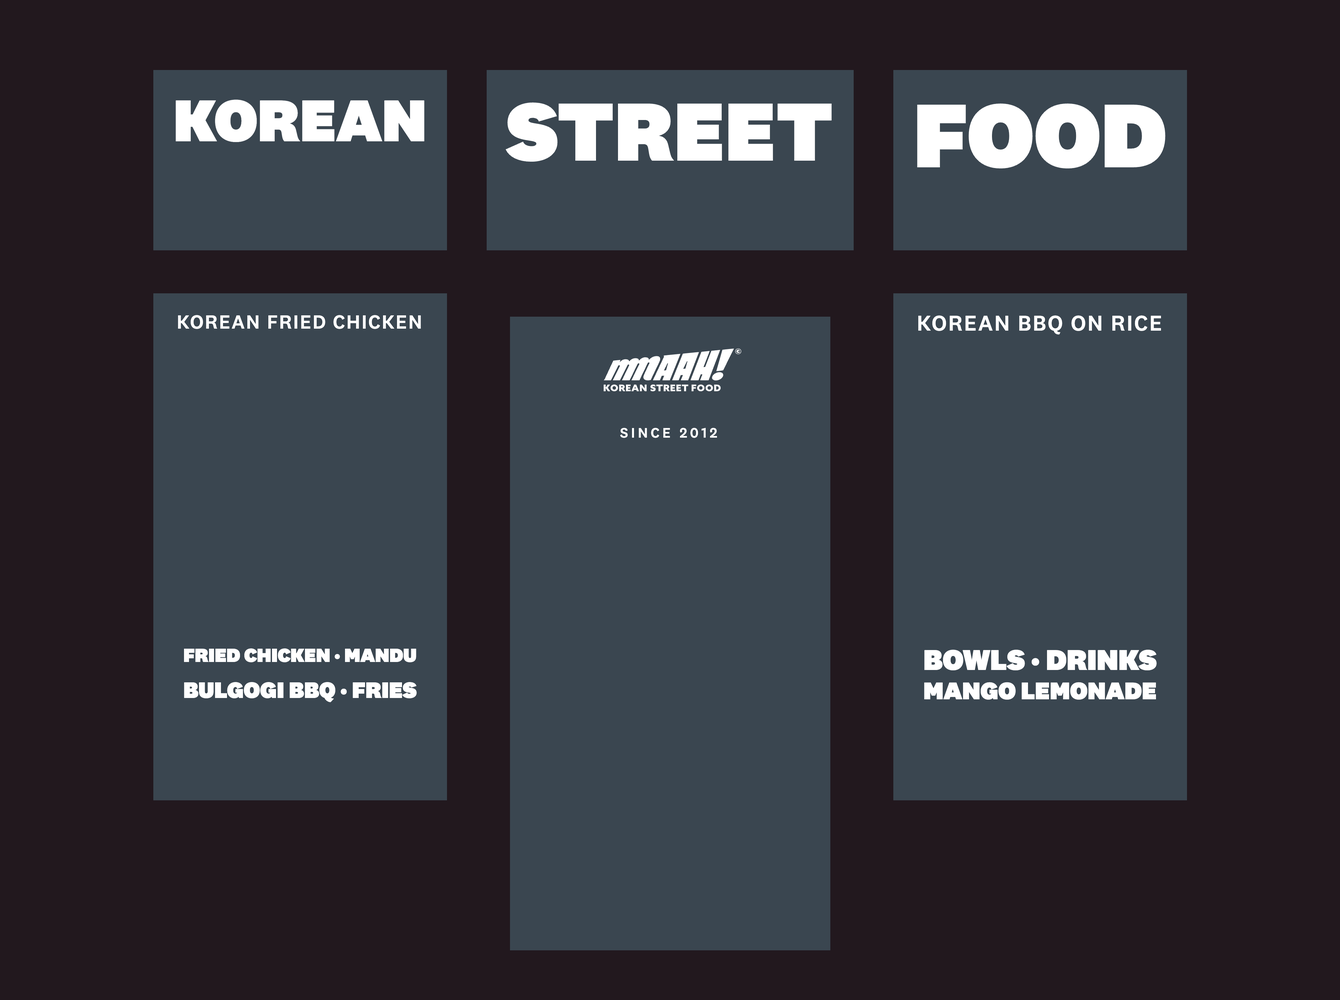 KOREAN
STREET
FOOD
KOREAN FRIED CHICKEN
FRIED CHICKEN • MANDU
BULGOGI BBQ • FRIES
mmAAH! ©
KOREAN STREET FOOD
SINCE 2012
KOREAN BBQ ON RICE
BOWLS • DRINKS
MANGO LEMONADE